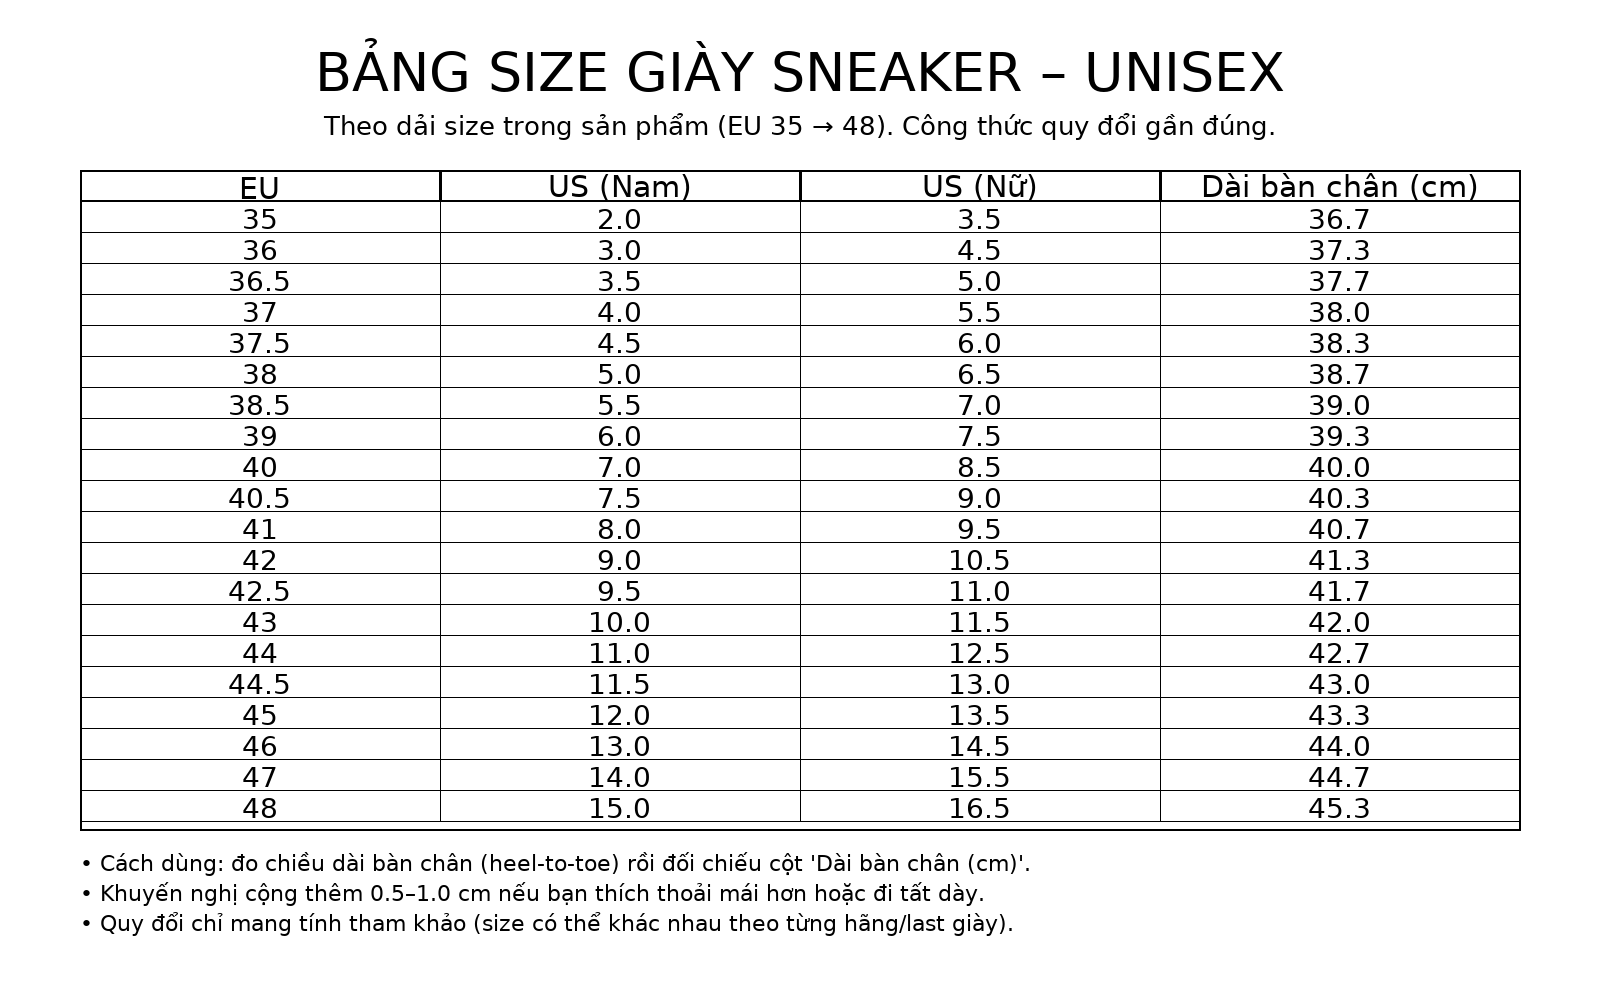 BẢNG SIZE GIÀY SNEAKER – UNISEX
Theo dải size trong sản phẩm (EU 35 → 48). Công thức quy đổi gần đúng.
EU US (Nam) US (Nữ) Dài bàn chân (cm)
35 2.0 3.5 36.7
36 3.0 4.5 37.3
36.5 3.5 5.0 37.7
37 4.0 5.5 38.0
37.5 4.5 6.0 38.3
38 5.0 6.5 38.7
38.5 5.5 7.0 39.0
39 6.0 7.5 39.3
40 7.0 8.5 40.0
40.5 7.5 9.0 40.3
41 8.0 9.5 40.7
42 9.0 10.5 41.3
42.5 9.5 11.0 41.7
43 10.0 11.5 42.0
44 11.0 12.5 42.7
44.5 11.5 13.0 43.0
45 12.0 13.5 43.3
46 13.0 14.5 44.0
47 14.0 15.5 44.7
48 15.0 16.5 45.3
• Cách dùng: đo chiều dài bàn chân (heel-to-toe) rồi đối chiếu cột 'Dài bàn chân (cm)'.
• Khuyến nghị cộng thêm 0.5–1.0 cm nếu bạn thích thoải mái hơn hoặc đi tất dày.
• Quy đổi chỉ mang tính tham khảo (size có thể khác nhau theo từng hãng/last giày).